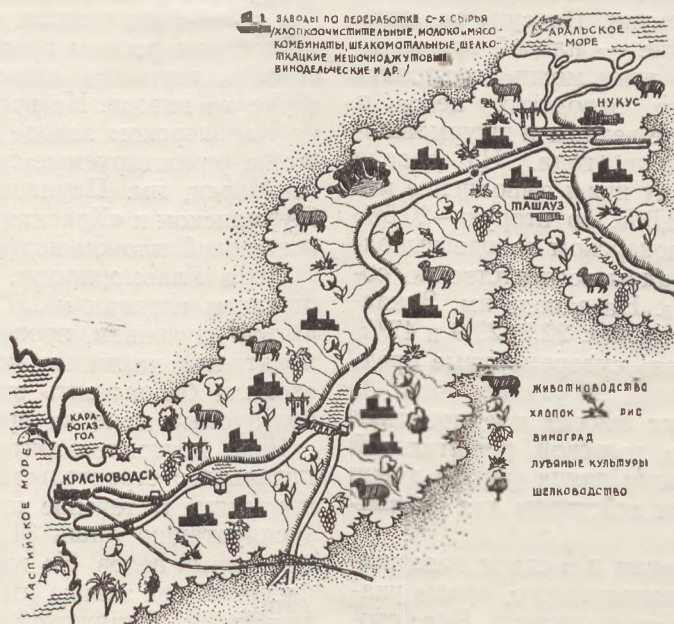 ЗАВОДЫ ПО ПЕРЕРАБОТКЕ С-Х СЫРЬЯ
/ХЛОПКООЧИСТИТЕЛЬНЫЕ, МОЛОКО и МЯСО
КОМБИНАТЫ, ШЕЛКОМОТАЛЬНЫЕ, ШЕЛКО-
ТКАЦКИЕ МЕШОЧНОДЖУТОВЫЕ
ВИНОДЕЛЬЧЕСКИЕ И ДР. /
АРАЛЬСКОЕ
МОРЕ
НУКУС
ТАШАУЗ
АМУ-ДАРЬЯ
ЖИВОТНОВОДСТВО
ХЛОПОК
РИС
ВИНОГРАД
ЛУБЯНЫЕ КУЛЬТУРЫ
ШЕЛКОВОДСТВО
КАРА-
БОГАЗ-
ГОЛ
КРАСНОВОДСК
КАСПИЙСКОЕ МОРЕ